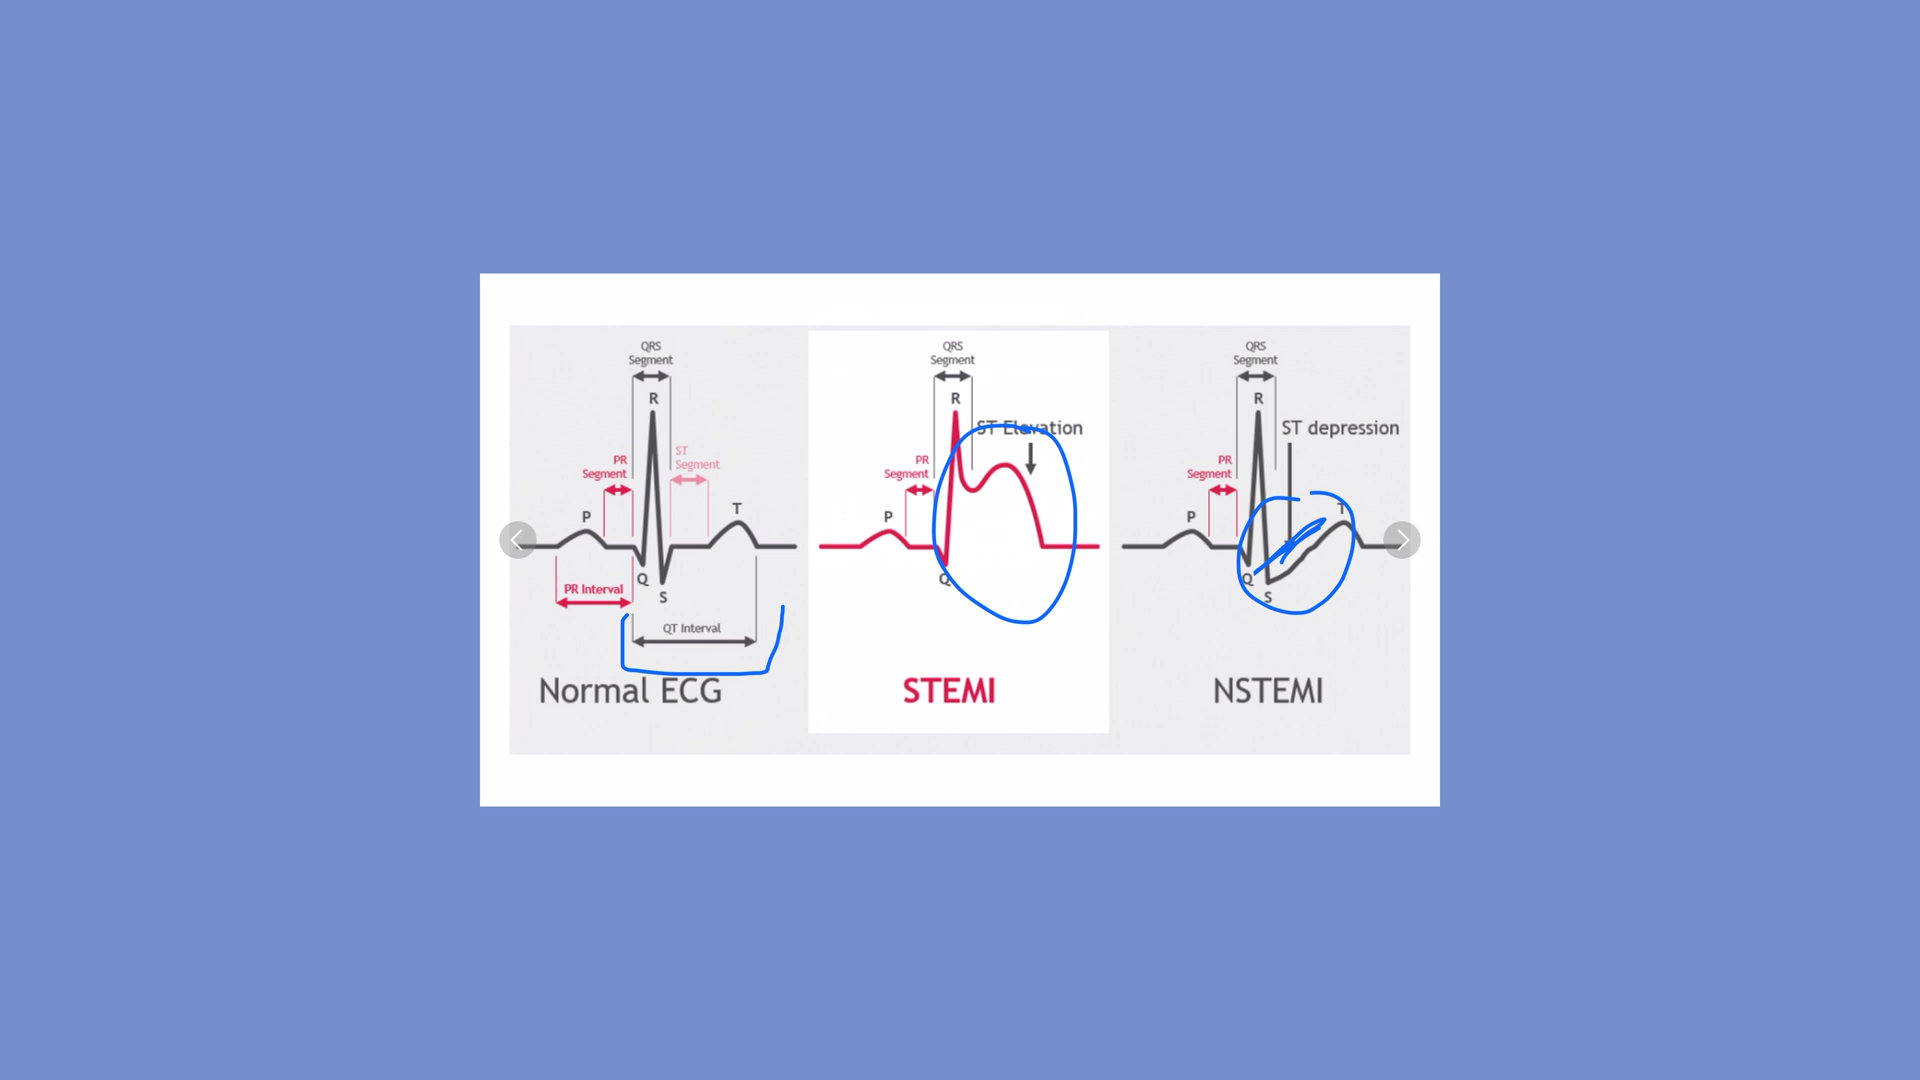 QRS
Segment
R
PR
Segment
ST
Segment
P
T
Q
S
PR Interval
QT Interval
Normal ECG
QRS
Segment
R
ST Elevation
PR
Segment
P
Q
STEMI
QRS
Segment
R
ST depression
PR
Segment
P
T
Q
S
NSTEMI